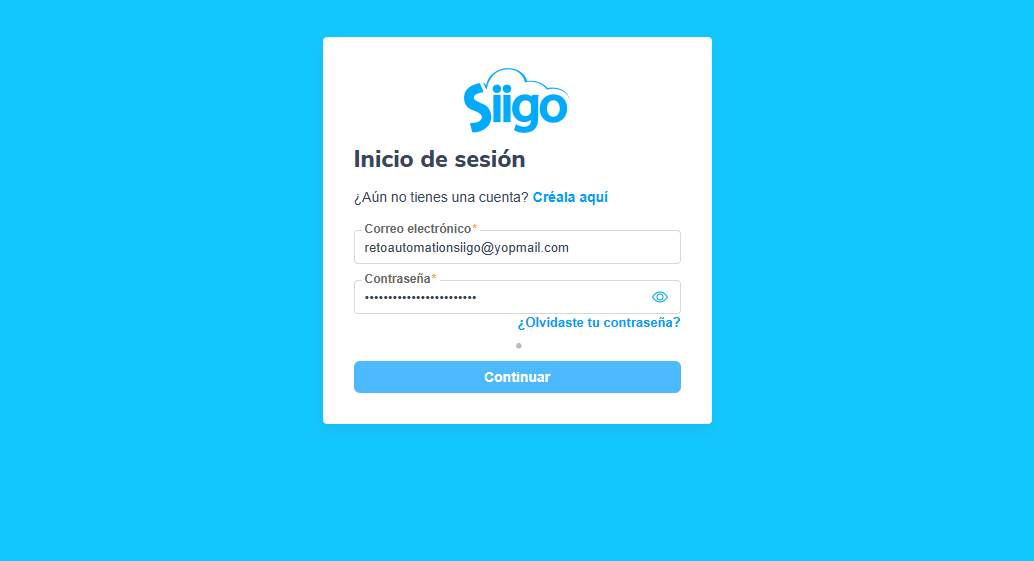 Siigo
Inicio de sesión
¿Aún no tienes una cuenta? Créala aquí
Correo electrónico*
retoautomationsiigo@yopmail.com
Contraseña*
••••••••••••••••••••••••
¿Olvidaste tu contraseña?
Continuar